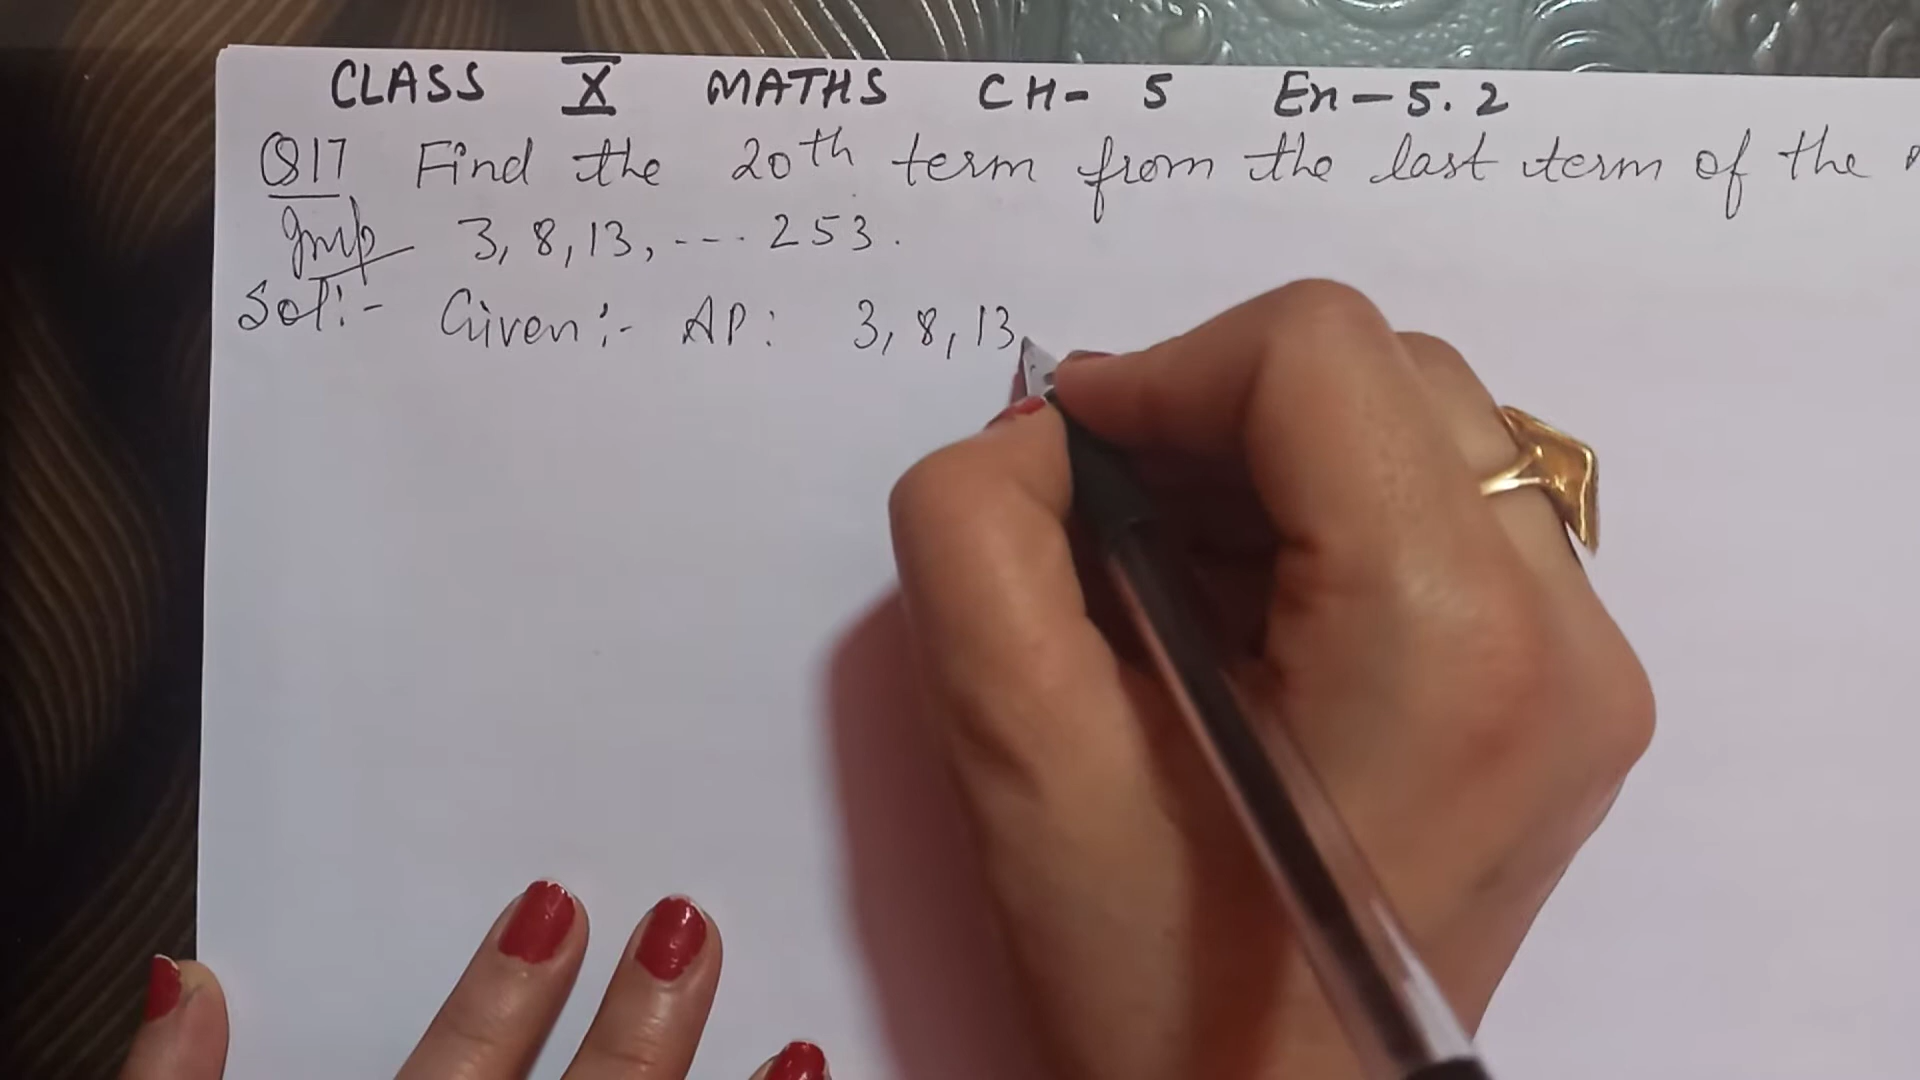 CLASS X MATHS CH- 5 Ex-5.2
Q17 Find the 20th term from the last term of the
Imp 3, 8, 13, ---- 253.
Sol:- Given:- AP: 3, 8, 13,